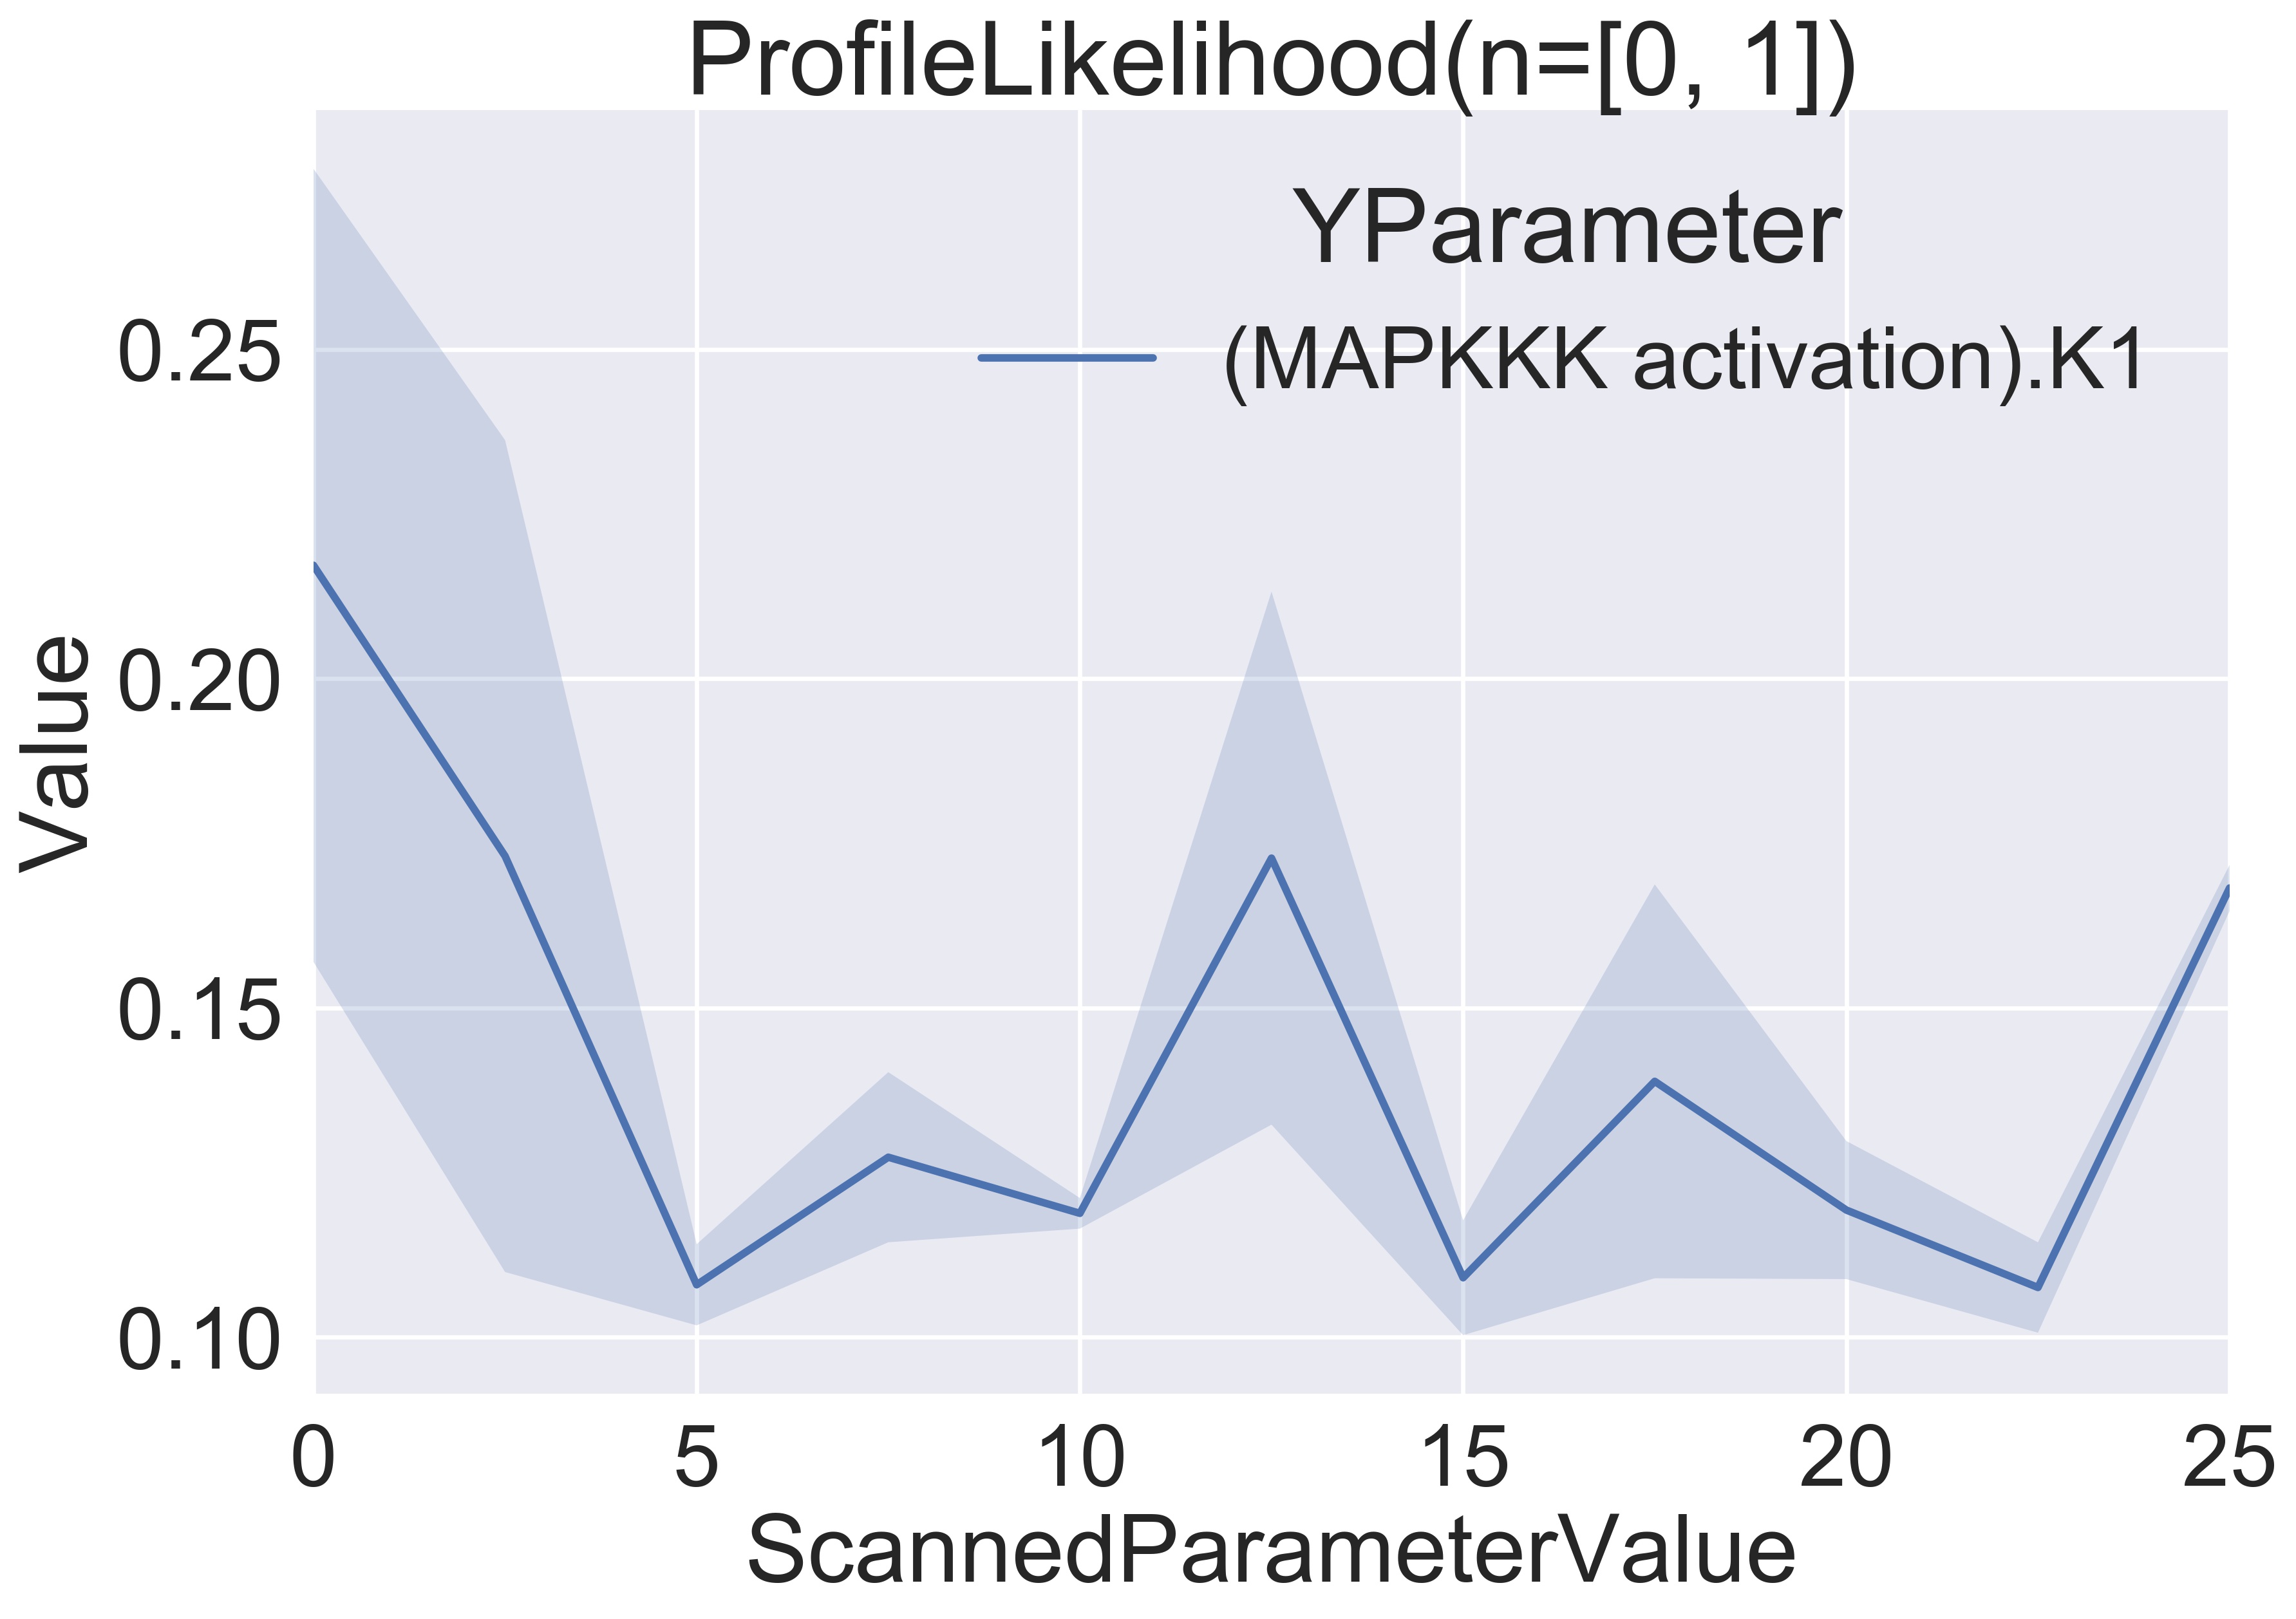 ProfileLikelihood(n=[0, 1])
YParameter
(MAPKKK activation).K1
Value
0.25
0.20
0.15
0.10
0 5 10 15 20 25
ScannedParameterValue